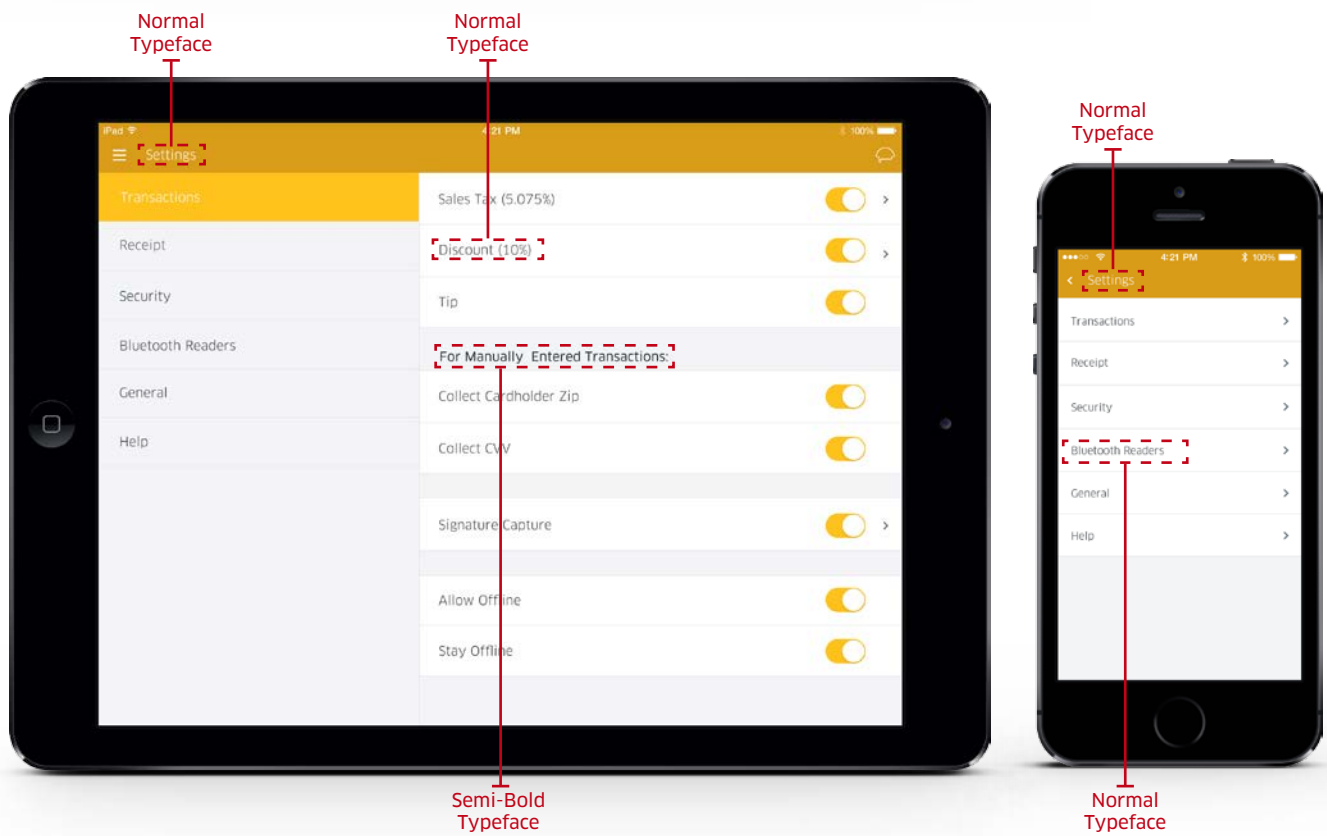 Normal
Typeface
Normal
Typeface
Normal
Typeface
iPad 4:21 PM 100%
Settings
Transactions
Receipt
Security
Bluetooth Readers
General
Help
Sales Tax (5.075%)
Discount (10%)
Tip
For Manually Entered Transactions:
Collect Cardholder Zip
Collect CVV
Signature Capture
Allow Offline
Stay Offline
4:21 PM 100%
Settings
Transactions
Receipt
Security
Bluetooth Readers
General
Help
Semi-Bold
Typeface
Normal
Typeface